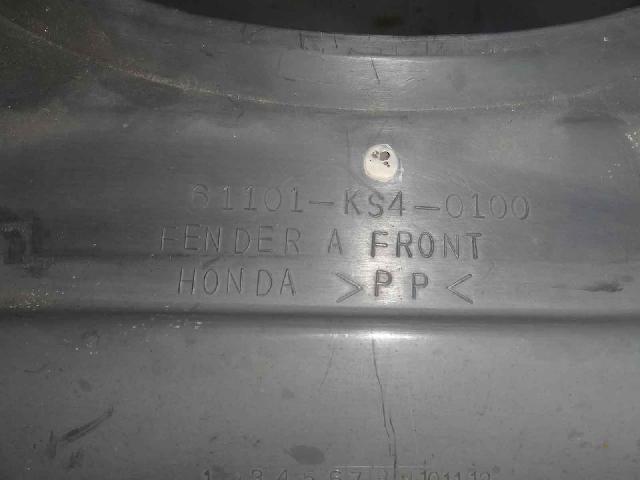 61101-KS4-0100
FENDER A FRONT
HONDA >PP<